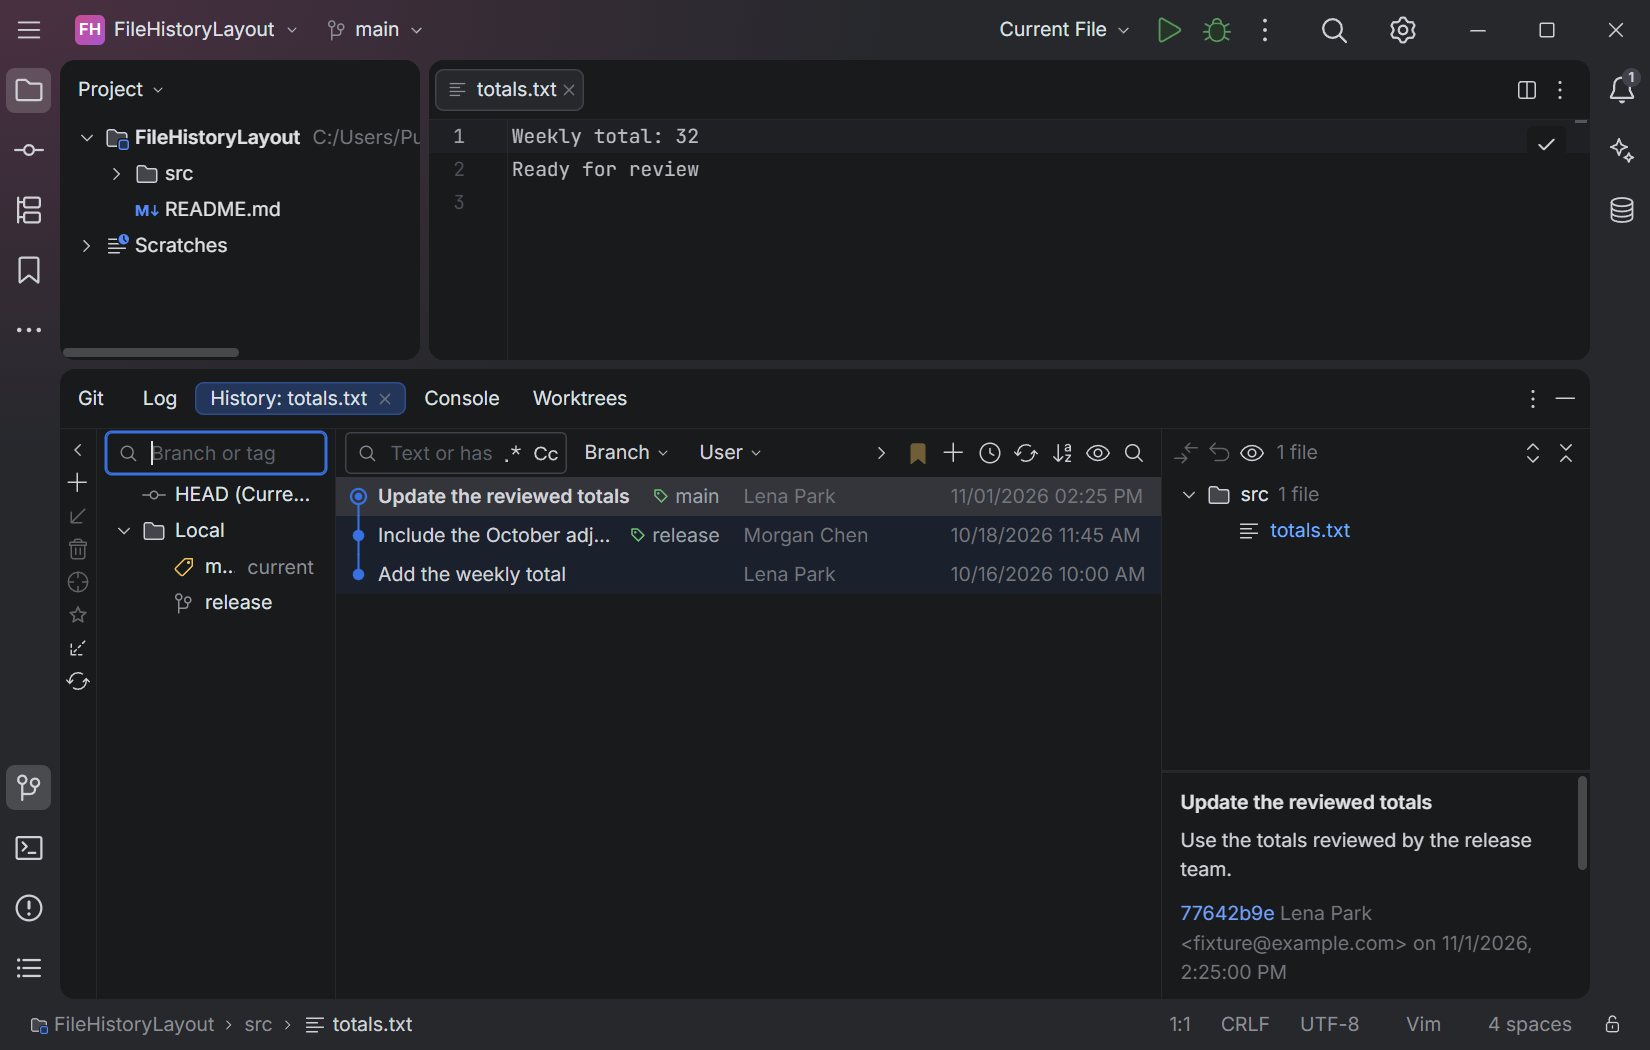 FH FileHistoryLayout main Current File
Project
totals.txt
1
FileHistoryLayout C:/Users/Pu
src
M↓ README.md
Scratches
1 Weekly total: 32
2 Ready for review
3
Git Log History: totals.txt Console Worktrees
Branch or tag
Text or has .* Cc Branch User
1 file
HEAD (Curre...
Local
m.. current
release
Update the reviewed totals main Lena Park 11/01/2026 02:25 PM
Include the October adj... release Morgan Chen 10/18/2026 11:45 AM
Add the weekly total Lena Park 10/16/2026 10:00 AM
src 1 file
totals.txt
Update the reviewed totals
Use the totals reviewed by the release
team.
77642b9e Lena Park
<fixture@example.com> on 11/1/2026,
2:25:00 PM
FileHistoryLayout › src › totals.txt
1:1 CRLF UTF-8 Vim 4 spaces